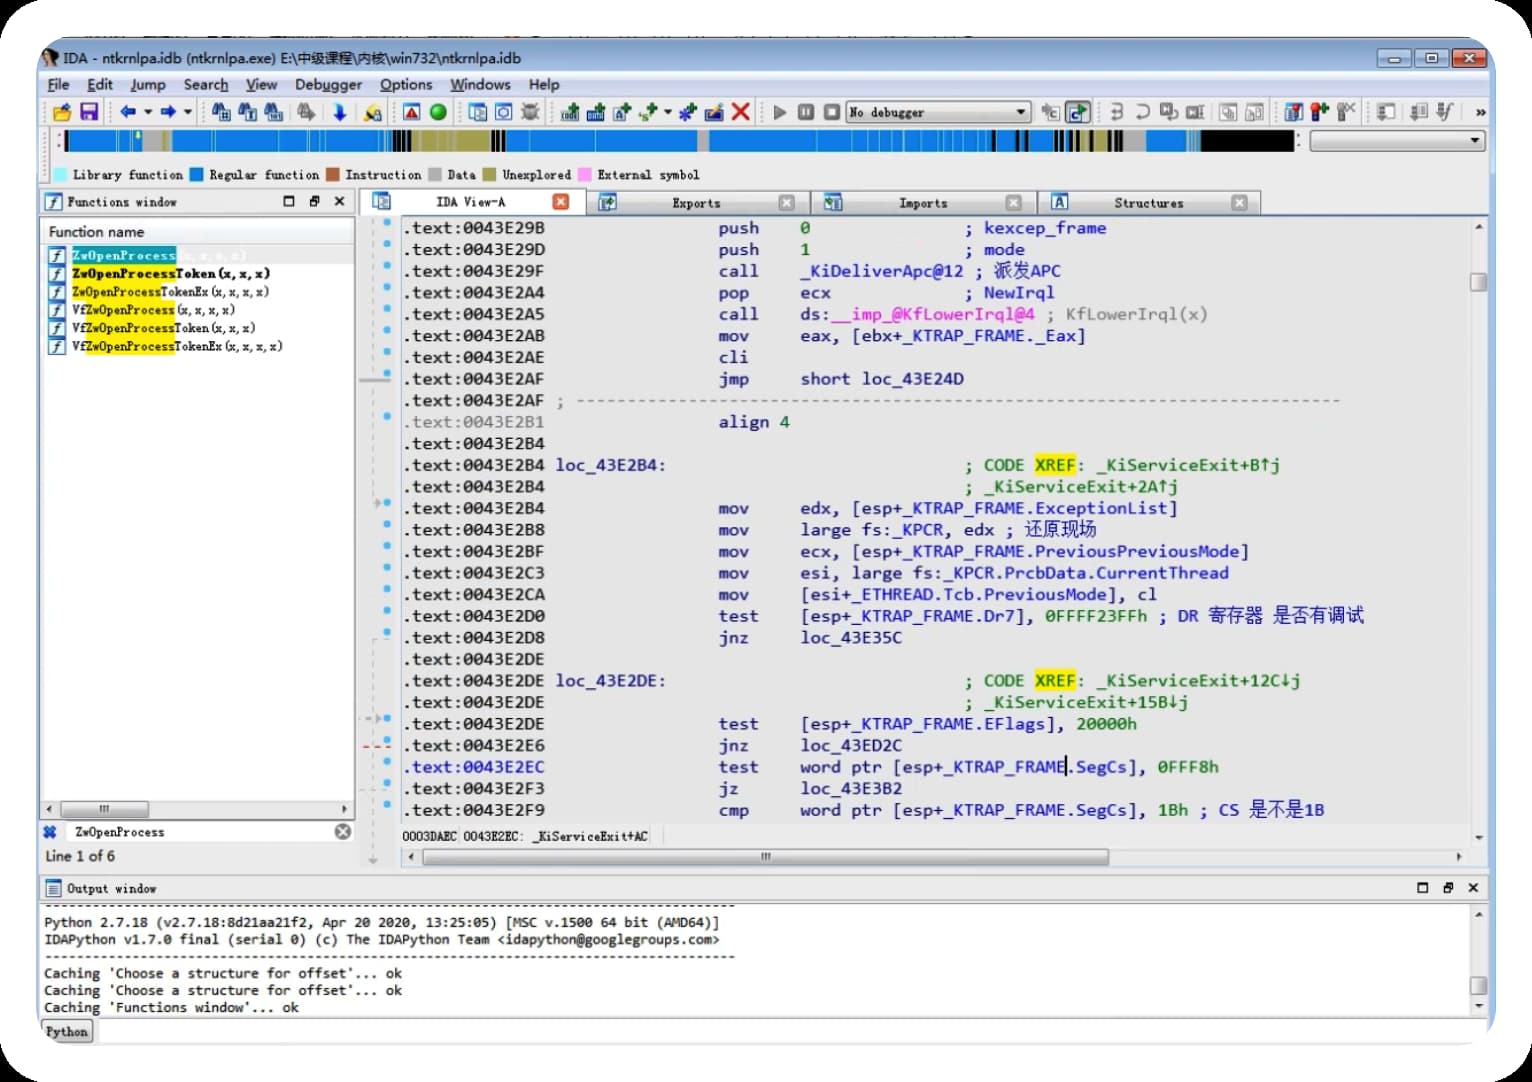 IDA - ntkrnlpa.idb (ntkrnlpa.exe) E:\中级课程\内核\win732\ntkrnlpa.idb
File Edit Jump Search View Debugger Options Windows Help
No debugger
Library function Regular function Instruction Data Unexplored External symbol
Functions window
IDA View-A Exports Imports Structures
Function name
ZwOpenProcess(x,x,x,x)
ZwOpenProcessToken(x,x,x)
ZwOpenProcessTokenEx(x,x,x,x)
VfZwOpenProcess(x,x,x,x)
VfZwOpenProcessToken(x,x,x)
VfZwOpenProcessTokenEx(x,x,x,x)
ZwOpenProcess
Line 1 of 6
.text:0043E29B push 0 ; kexcep_frame
.text:0043E29D push 1 ; mode
.text:0043E29F call _KiDeliverApc@12 ; 派发APC
.text:0043E2A4 pop ecx ; NewIrql
.text:0043E2A5 call ds:__imp_@KfLowerIrql@4 ; KfLowerIrql(x)
.text:0043E2AB mov eax, [ebx+_KTRAP_FRAME._Eax]
.text:0043E2AE cli
.text:0043E2AF jmp short loc_43E24D
.text:0043E2AF ; ---------------------------------------------------------------------------
.text:0043E2B1 align 4
.text:0043E2B4
.text:0043E2B4 loc_43E2B4: ; CODE XREF: _KiServiceExit+B↑j
.text:0043E2B4 ; _KiServiceExit+2A↑j
.text:0043E2B4 mov edx, [esp+_KTRAP_FRAME.ExceptionList]
.text:0043E2B8 mov large fs:_KPCR, edx ; 还原现场
.text:0043E2BF mov ecx, [esp+_KTRAP_FRAME.PreviousPreviousMode]
.text:0043E2C3 mov esi, large fs:_KPCR.PrcbData.CurrentThread
.text:0043E2CA mov [esi+_ETHREAD.Tcb.PreviousMode], cl
.text:0043E2D0 test [esp+_KTRAP_FRAME.Dr7], 0FFFF23FFh ; DR 寄存器 是否有调试
.text:0043E2D8 jnz loc_43E35C
.text:0043E2DE
.text:0043E2DE loc_43E2DE: ; CODE XREF: _KiServiceExit+12C↓j
.text:0043E2DE ; _KiServiceExit+15B↓j
.text:0043E2DE test [esp+_KTRAP_FRAME.EFlags], 20000h
.text:0043E2E6 jnz loc_43ED2C
.text:0043E2EC test word ptr [esp+_KTRAP_FRAME.SegCs], 0FFF8h
.text:0043E2F3 jz loc_43E3B2
.text:0043E2F9 cmp word ptr [esp+_KTRAP_FRAME.SegCs], 1Bh ; CS 是不是1B
0003DAEC 0043E2EC: _KiServiceExit+AC
Output window
Python 2.7.18 (v2.7.18:8d21aa21f2, Apr 20 2020, 13:25:05) [MSC v.1500 64 bit (AMD64)]
IDAPython v1.7.0 final (serial 0) (c) The IDAPython Team <idapython@googlegroups.com>
Caching 'Choose a structure for offset'... ok
Caching 'Choose a structure for offset'... ok
Caching 'Functions window'... ok
Python